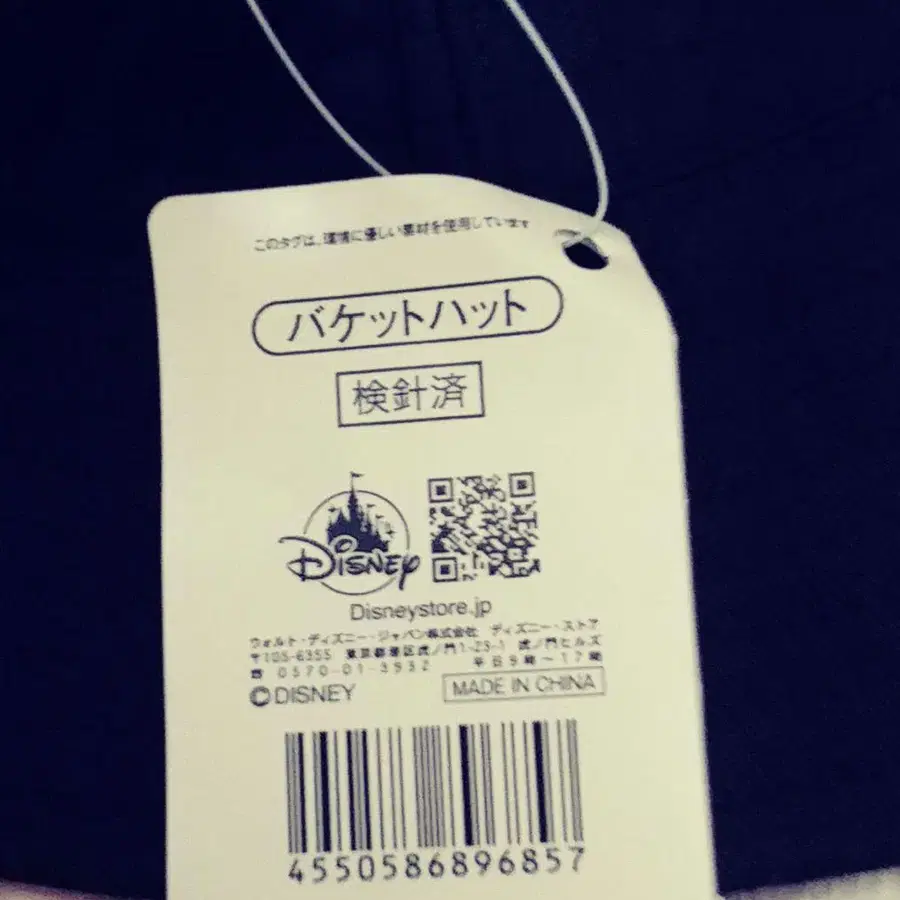 このタグは、環境に優しい素材を使用しています
バケットハット
検針済
Disney
Disneystore.jp
ウォルト・ディズニー・ジャパン株式会社 ディズニー・ストア
〒105-6355 東京都港区虎ノ門1-23-1 虎ノ門ヒルズ
☎ 0570-01-3932 平日9時〜17時
©DISNEY
MADE IN CHINA
4550586896857